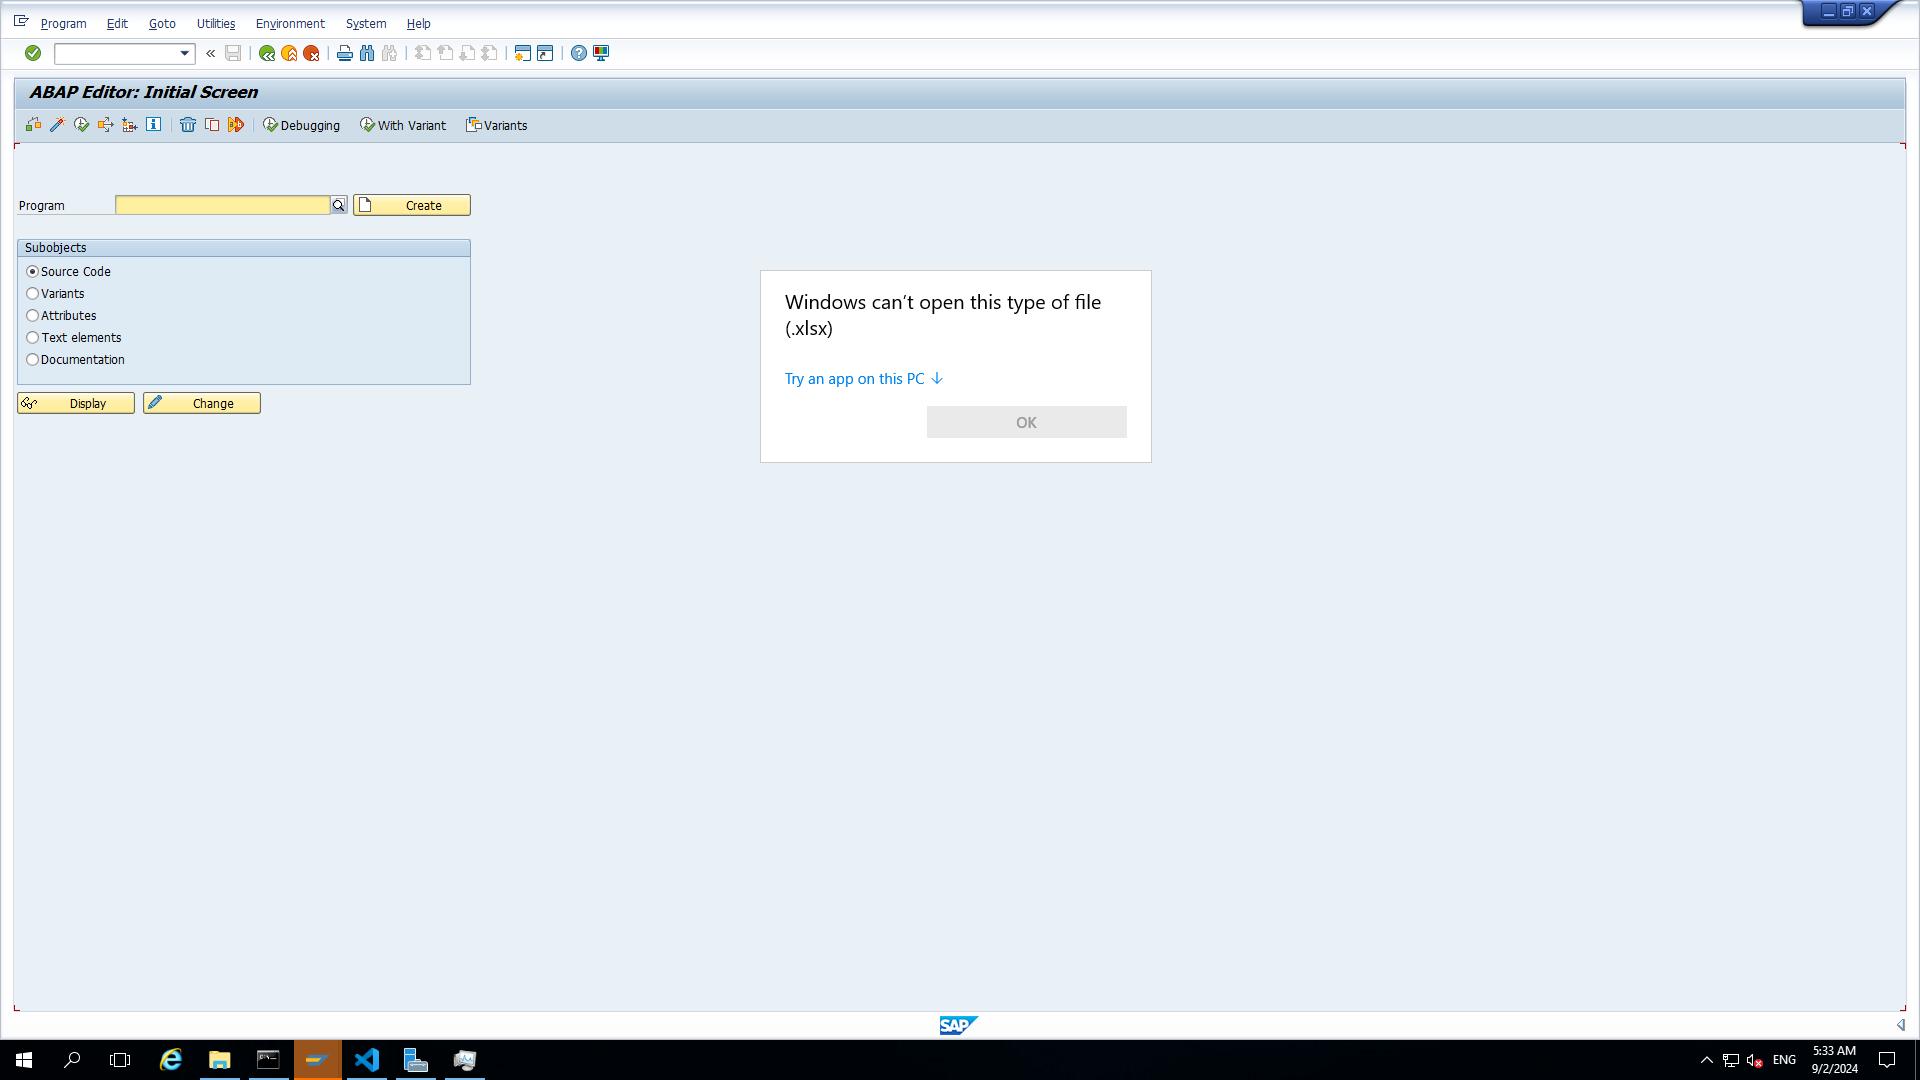 Program Edit Goto Utilities Environment System Help
ABAP Editor: Initial Screen
Debugging With Variant Variants
Program Create
Subobjects
Source Code
Variants
Attributes
Text elements
Documentation
Display Change
Windows can't open this type of file
(.xlsx)
Try an app on this PC
OK
SAP
ENG
5:33 AM
9/2/2024